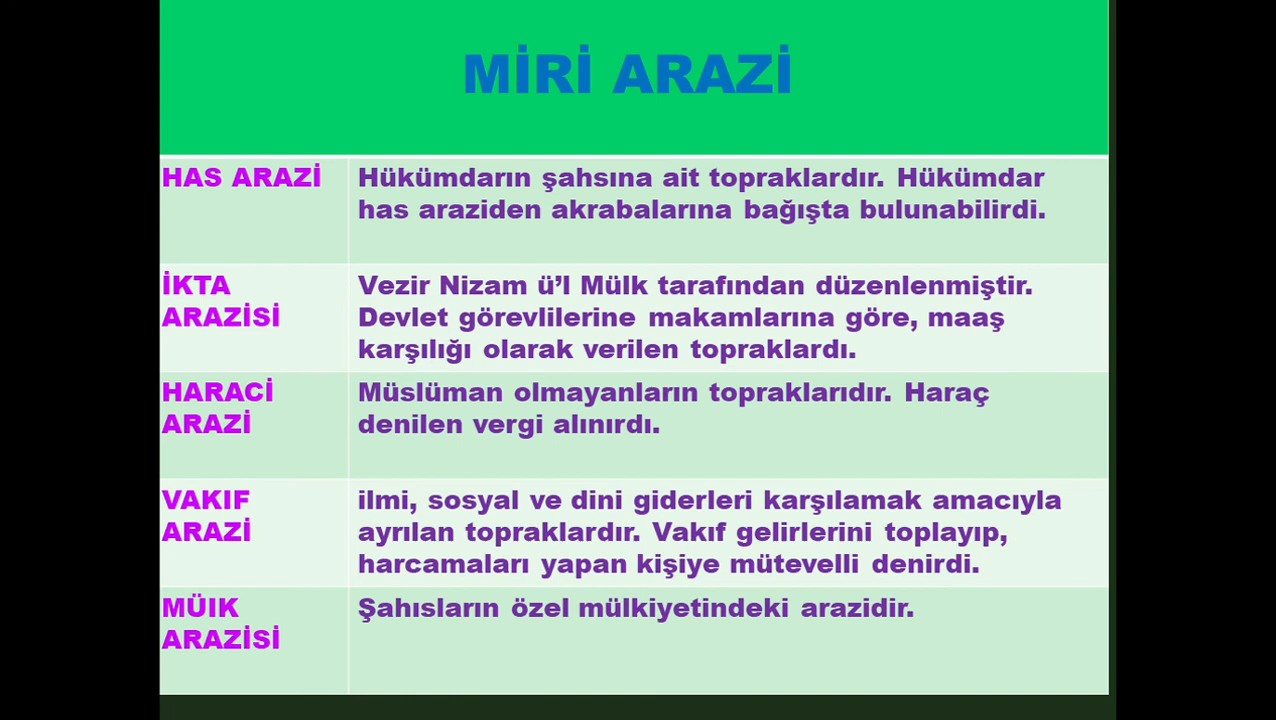 MİRİ ARAZİ
HAS ARAZİ
Hükümdarın şahsına ait topraklardır. Hükümdar
has araziden akrabalarına bağışta bulunabilirdi.
İKTA
ARAZİSİ
Vezir Nizam ü’l Mülk tarafından düzenlenmiştir.
Devlet görevlilerine makamlarına göre, maaş
karşılığı olarak verilen topraklardı.
HARACİ
ARAZİ
Müslüman olmayanların topraklarıdır. Haraç
denilen vergi alınırdı.
VAKIF
ARAZİ
ilmi, sosyal ve dini giderleri karşılamak amacıyla
ayrılan topraklardır. Vakıf gelirlerini toplayıp,
harcamaları yapan kişiye mütevelli denirdi.
MÜIK
ARAZİSİ
Şahısların özel mülkiyetindeki arazidir.